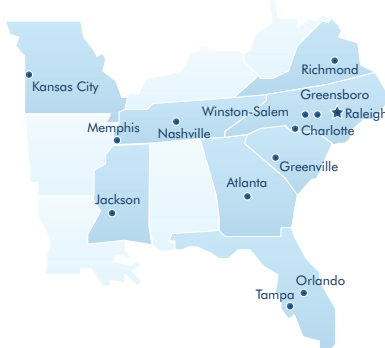 Richmond
Kansas City
Greensboro
Winston-Salem
Raleigh
Memphis
Nashville
Charlotte
Greenville
Atlanta
Jackson
Orlando
Tampa